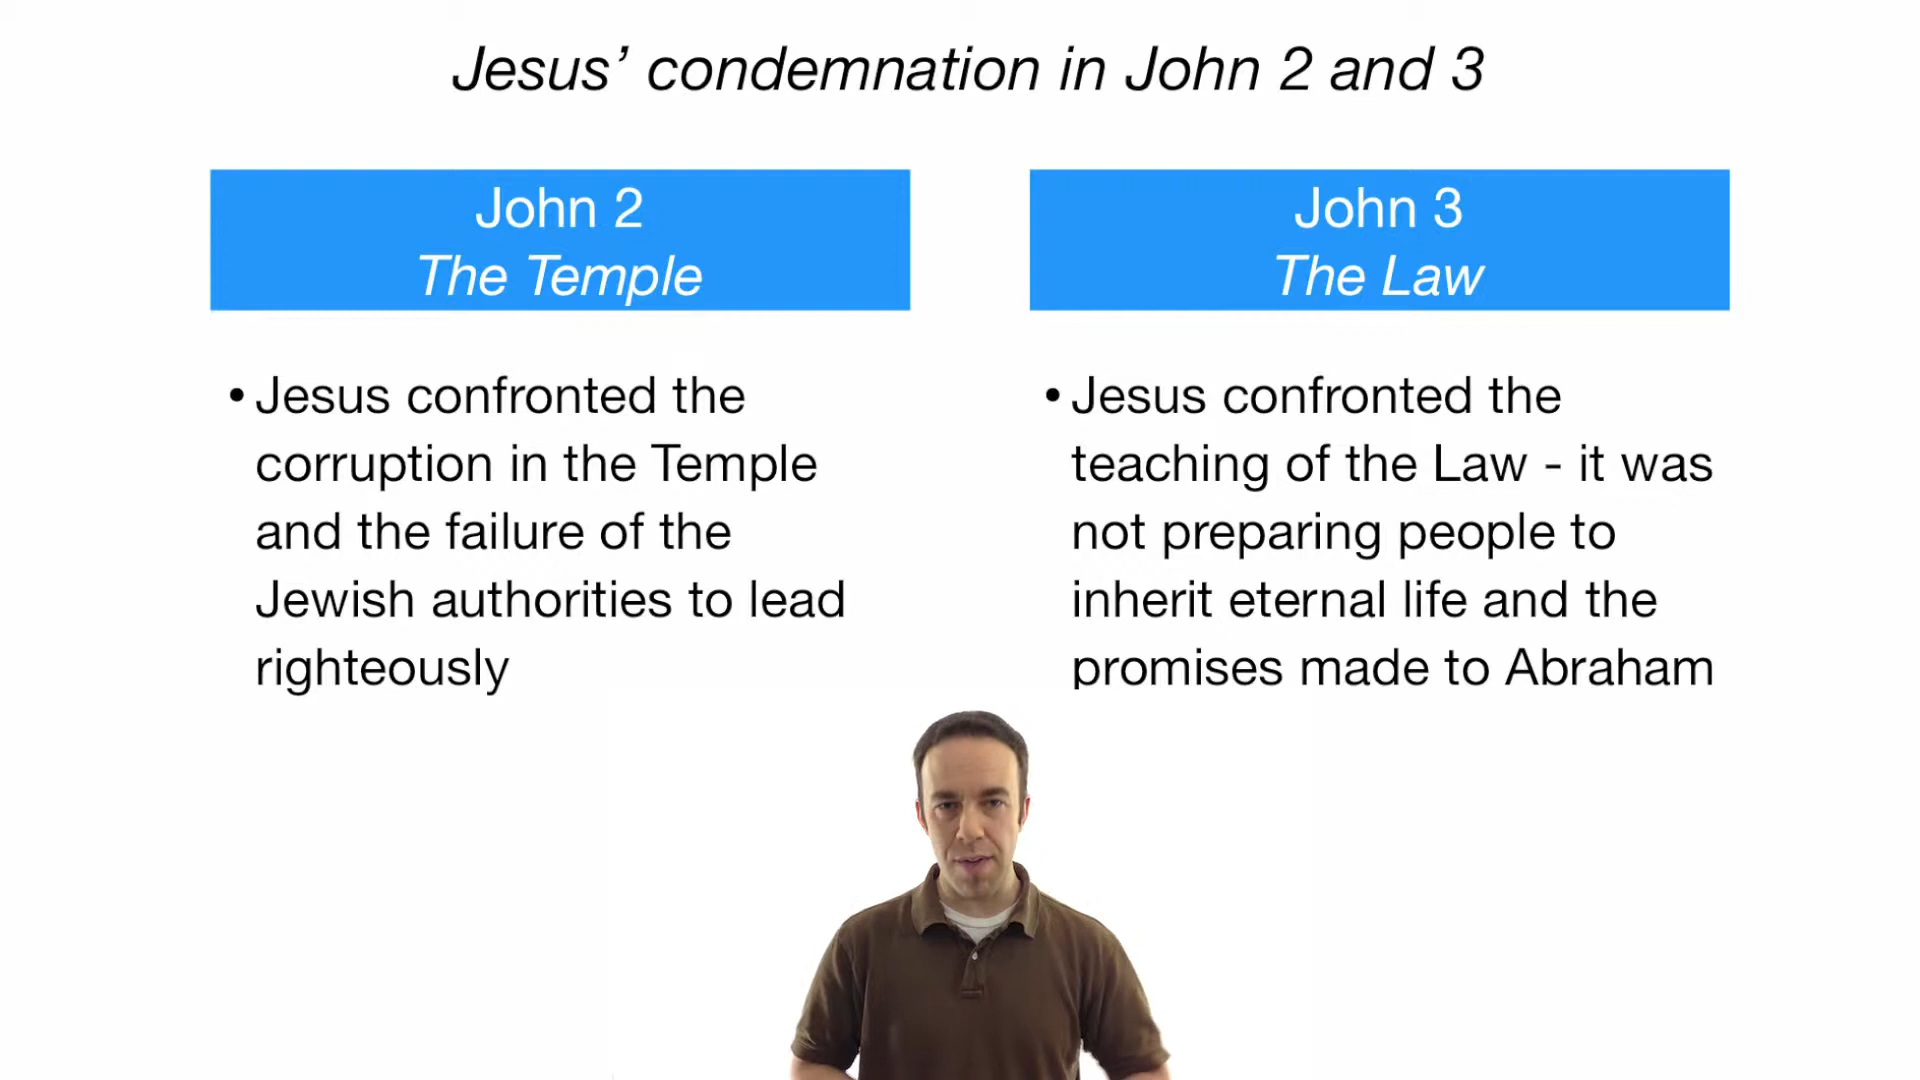 Jesus’ condemnation in John 2 and 3
John 2
The Temple
• Jesus confronted the
corruption in the Temple
and the failure of the
Jewish authorities to lead
righteously
John 3
The Law
• Jesus confronted the
teaching of the Law - it was
not preparing people to
inherit eternal life and the
promises made to Abraham